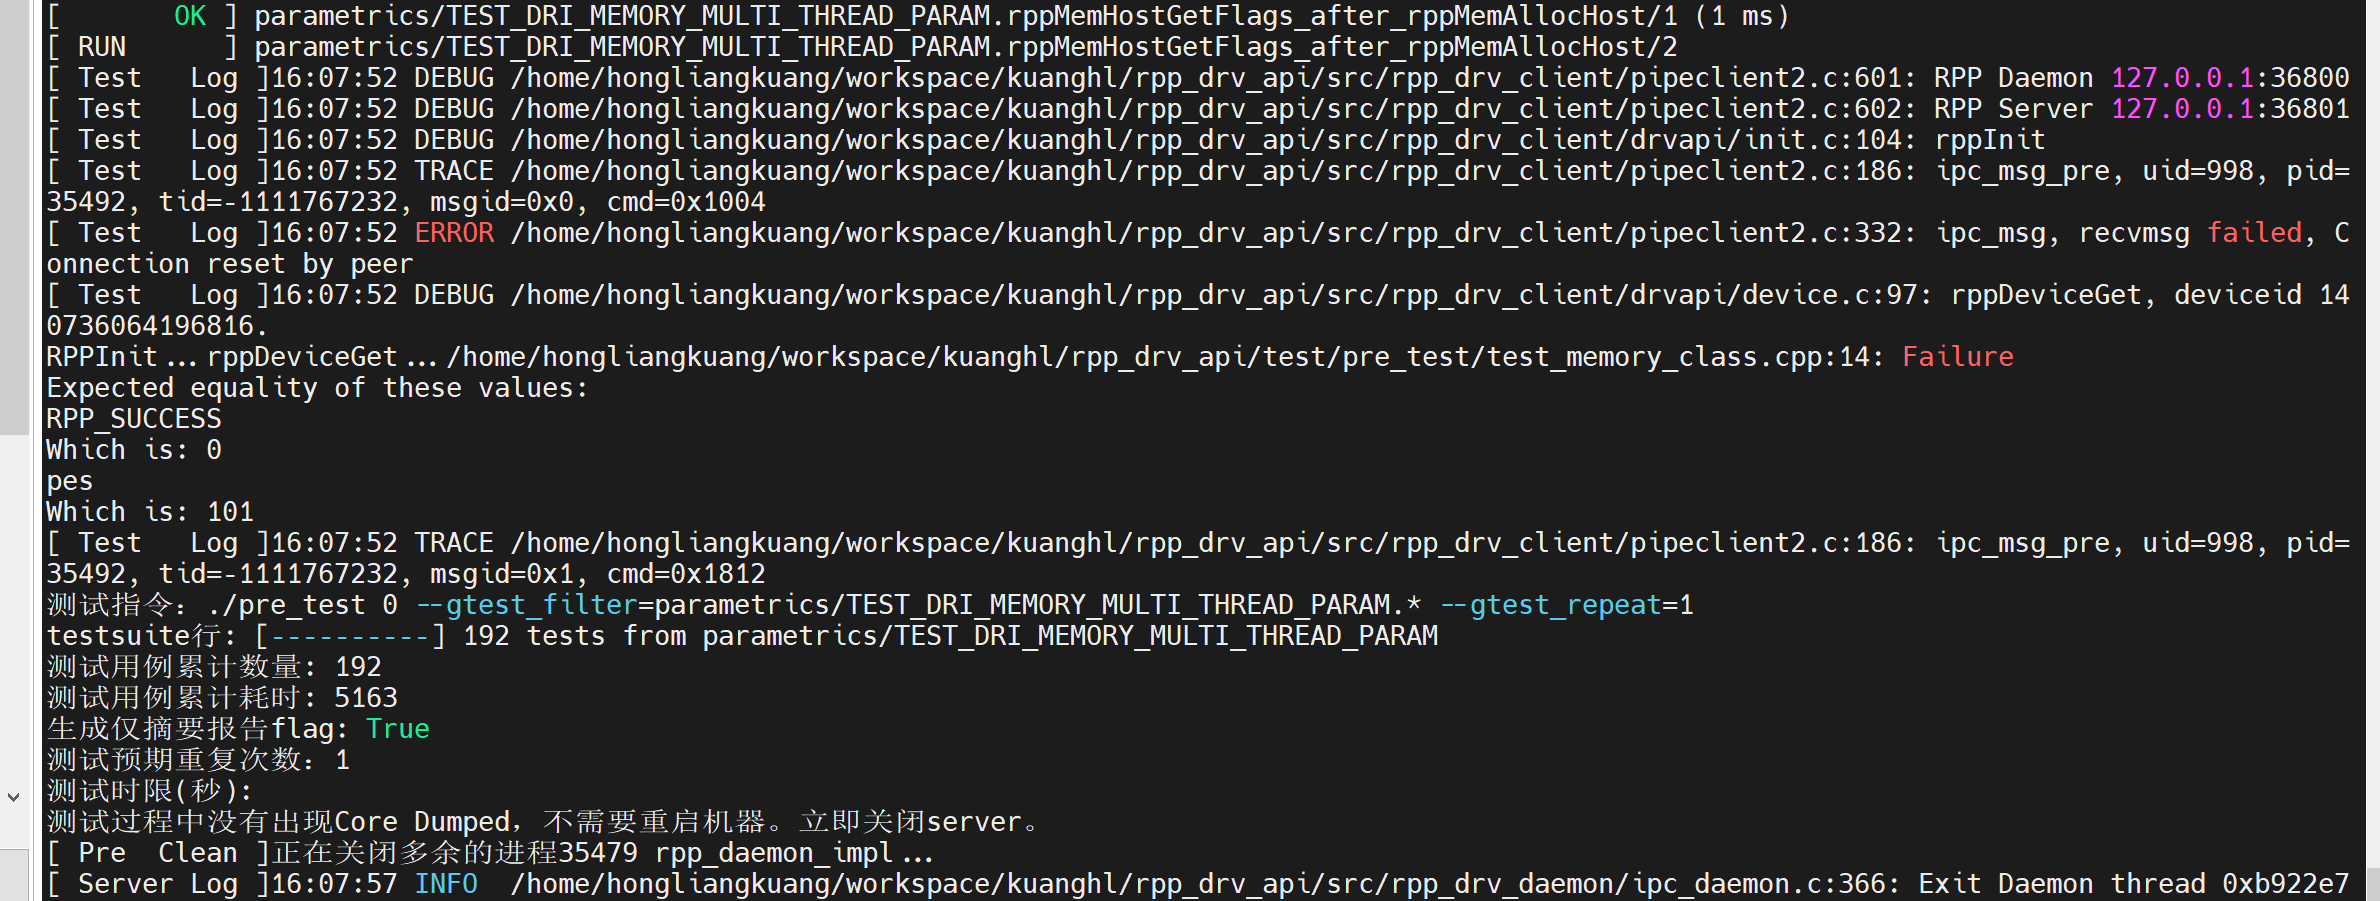 [       OK ] parametrics/TEST_DRI_MEMORY_MULTI_THREAD_PARAM.rppMemHostGetFlags_after_rppMemAllocHost/1 (1 ms)
[ RUN      ] parametrics/TEST_DRI_MEMORY_MULTI_THREAD_PARAM.rppMemHostGetFlags_after_rppMemAllocHost/2
[ Test   Log ]16:07:52 DEBUG /home/hongliangkuang/workspace/kuanghl/rpp_drv_api/src/rpp_drv_client/pipeclient2.c:601: RPP Daemon 127.0.0.1:36800
[ Test   Log ]16:07:52 DEBUG /home/hongliangkuang/workspace/kuanghl/rpp_drv_api/src/rpp_drv_client/pipeclient2.c:602: RPP Server 127.0.0.1:36801
[ Test   Log ]16:07:52 DEBUG /home/hongliangkuang/workspace/kuanghl/rpp_drv_api/src/rpp_drv_client/drvapi/init.c:104: rppInit
[ Test   Log ]16:07:52 TRACE /home/hongliangkuang/workspace/kuanghl/rpp_drv_api/src/rpp_drv_client/pipeclient2.c:186: ipc_msg_pre, uid=998, pid=
35492, tid=-1111767232, msgid=0x0, cmd=0x1004
[ Test   Log ]16:07:52 ERROR /home/hongliangkuang/workspace/kuanghl/rpp_drv_api/src/rpp_drv_client/pipeclient2.c:332: ipc_msg, recvmsg failed, C
onnection reset by peer
[ Test   Log ]16:07:52 DEBUG /home/hongliangkuang/workspace/kuanghl/rpp_drv_api/src/rpp_drv_client/drvapi/device.c:97: rppDeviceGet, deviceid 14
0736064196816.
RPPInit...rppDeviceGet.../home/hongliangkuang/workspace/kuanghl/rpp_drv_api/test/pre_test/test_memory_class.cpp:14: Failure
Expected equality of these values:
RPP_SUCCESS
Which is: 0
pes
Which is: 101
[ Test   Log ]16:07:52 TRACE /home/hongliangkuang/workspace/kuanghl/rpp_drv_api/src/rpp_drv_client/pipeclient2.c:186: ipc_msg_pre, uid=998, pid=
35492, tid=-1111767232, msgid=0x1, cmd=0x1812
测试指令: ./pre_test 0 --gtest_filter=parametrics/TEST_DRI_MEMORY_MULTI_THREAD_PARAM.* --gtest_repeat=1
testsuite行: [----------] 192 tests from parametrics/TEST_DRI_MEMORY_MULTI_THREAD_PARAM
测试用例累计数量: 192
测试用例累计耗时: 5163
生成仅摘要报告flag: True
测试预期重复次数: 1
测试时限(秒):
测试过程中没有出现Core Dumped，不需要重启机器。立即关闭server。
[ Pre  Clean ]正在关闭多余的进程35479 rpp_daemon_impl...
[ Server Log ]16:07:57 INFO  /home/hongliangkuang/workspace/kuanghl/rpp_drv_api/src/rpp_drv_daemon/ipc_daemon.c:366: Exit Daemon thread 0xb922e7